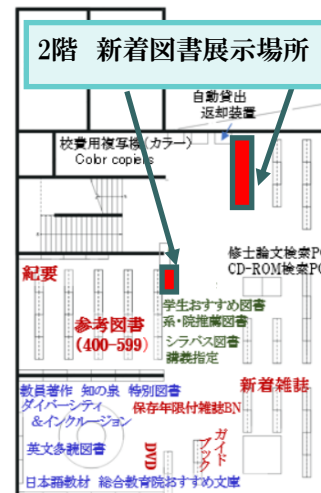 2階 新着図書展示場所
自動貸出
返却装置
校費用複写機(カラー)
Color copiers
修士論文検索PC
CD-ROM検索PC
紀要
参考図書
(400-599)
学生おすすめ図書
系・院推薦図書
シラバス図書
講義指定
新着雑誌
教員著作 知の泉 特別図書
ダイバーシティ
&インクルージョン
保存年限付雑誌BN
英文多読図書
DVD
ガイド
ブック
日本語教材 総合教育院おすすめ文庫